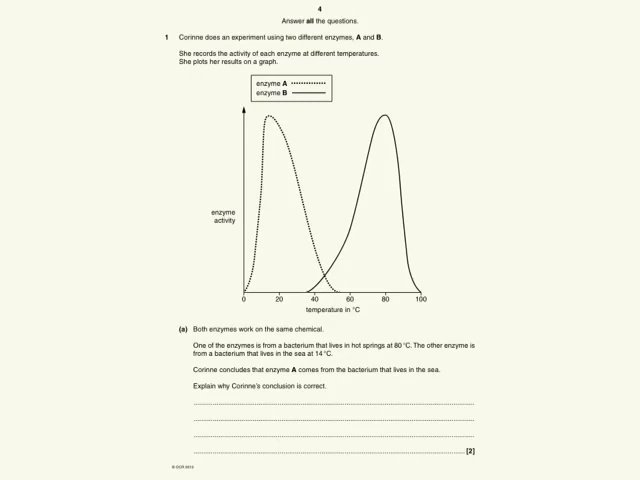 4
Answer all the questions.
1 Corinne does an experiment using two different enzymes, A and B.
She records the activity of each enzyme at different temperatures.
She plots her results on a graph.
enzyme A
enzyme B
enzyme
activity
0 20 40 60 80 100
temperature in °C
(a) Both enzymes work on the same chemical.
One of the enzymes is from a bacterium that lives in hot springs at 80 °C. The other enzyme is
from a bacterium that lives in the sea at 14 °C.
Corinne concludes that enzyme A comes from the bacterium that lives in the sea.
Explain why Corinne's conclusion is correct.
[2]
© OCR 2013